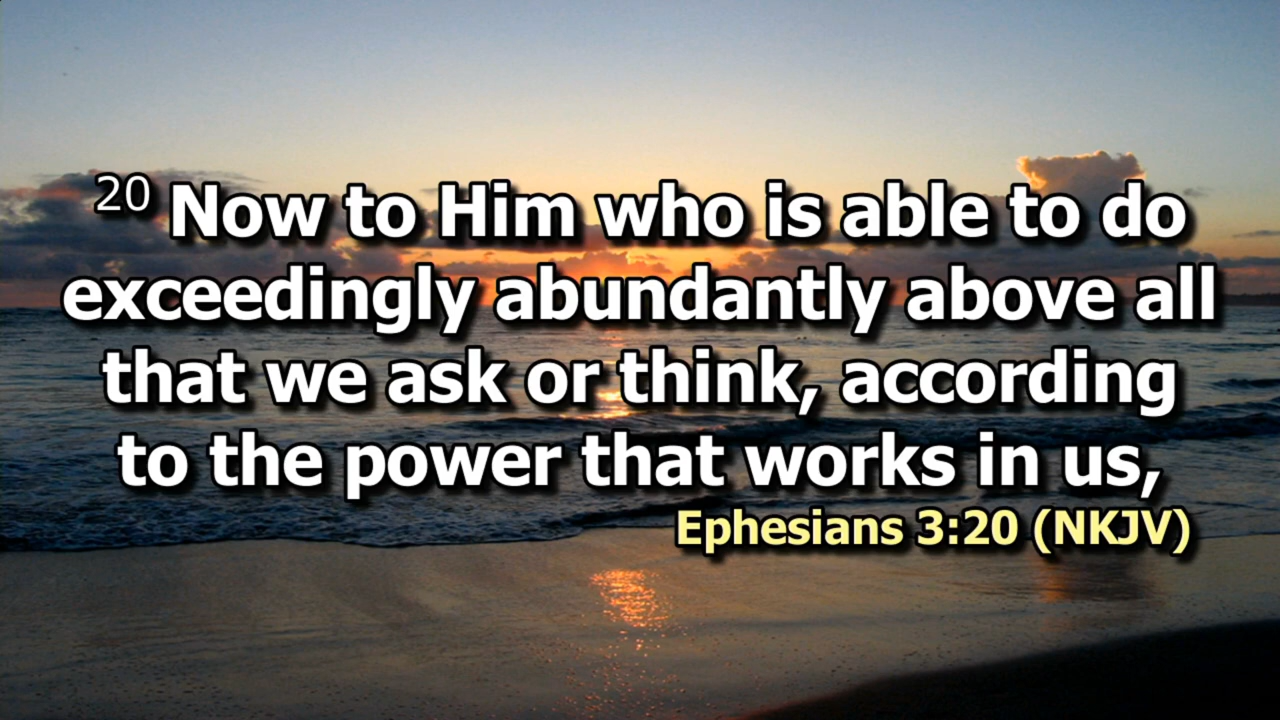 20 Now to Him who is able to do
exceedingly abundantly above all
that we ask or think, according
to the power that works in us,
Ephesians 3:20 (NKJV)